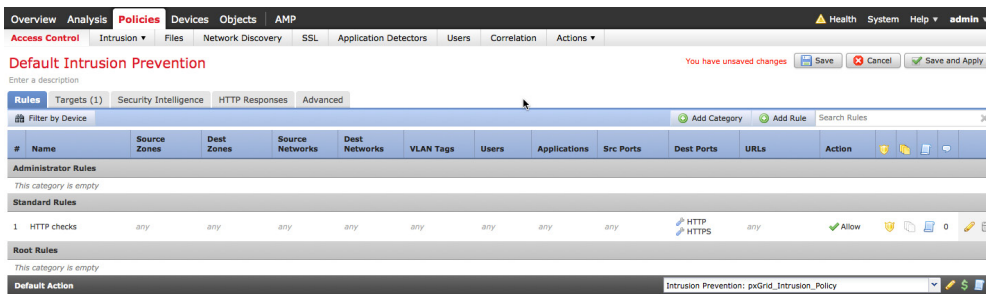 Overview Analysis Policies Devices Objects AMP Health System Help admin
Access Control Intrusion Files Network Discovery SSL Application Detectors Users Correlation Actions
Default Intrusion Prevention
You have unsaved changes Save Cancel Save and Apply
Enter a description
Rules Targets (1) Security Intelligence HTTP Responses Advanced
Filter by Device Add Category Add Rule Search Rules
# Name Source Zones Dest Zones Source Networks Dest Networks VLAN Tags Users Applications Src Ports Dest Ports URLs Action
Administrator Rules
This category is empty
Standard Rules
1 HTTP checks any any any any any any any any HTTP HTTPS any Allow 0
Root Rules
This category is empty
Default Action Intrusion Prevention: pxGrid_Intrusion_Policy